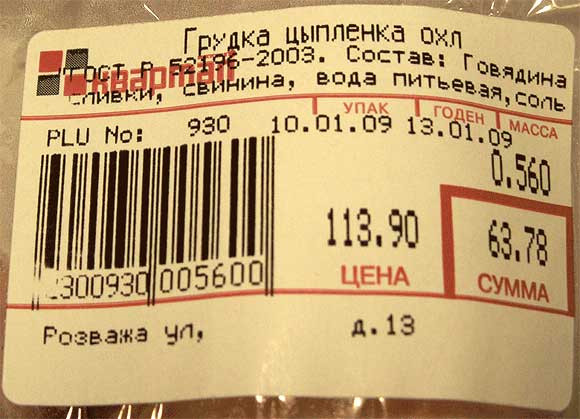 Грудка цыпленка охл
ГОСТ Р 52196-2003. Состав: Говядина
квартал
сливки, свинина, вода питьевая,соль
УПАК ГОДЕН МАССА
PLU No: 930 10.01.09 13.01.09
0.560
113.90 63.78
ЦЕНА СУММА
2300930 005600
Розважа ул, д.13